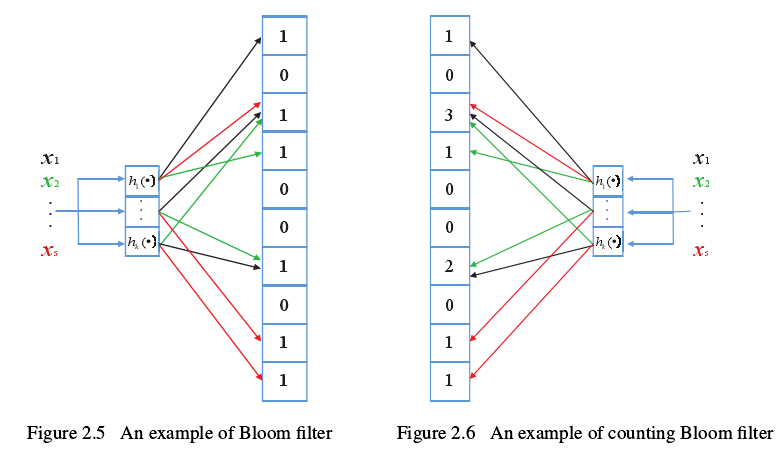 x₁
x₂
⋮
xₛ
h₁(•)
⋮
hₖ(•)
1
0
1
1
0
0
1
0
1
1
Figure 2.5 An example of Bloom filter
1
0
3
1
0
0
2
0
1
1
h₁(•)
⋮
hₖ(•)
x₁
x₂
⋮
xₛ
Figure 2.6 An example of counting Bloom filter